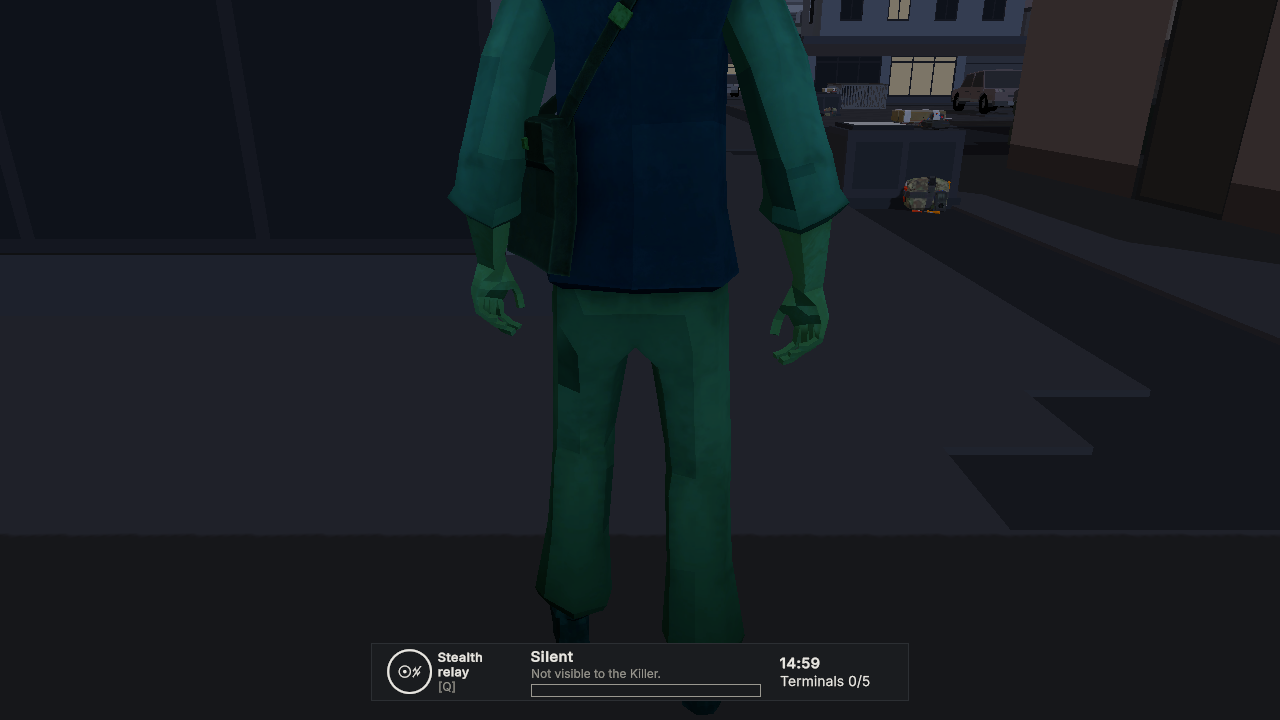 Stealth
relay
[Q]
Silent
Not visible to the Killer.
14:59
Terminals 0/5